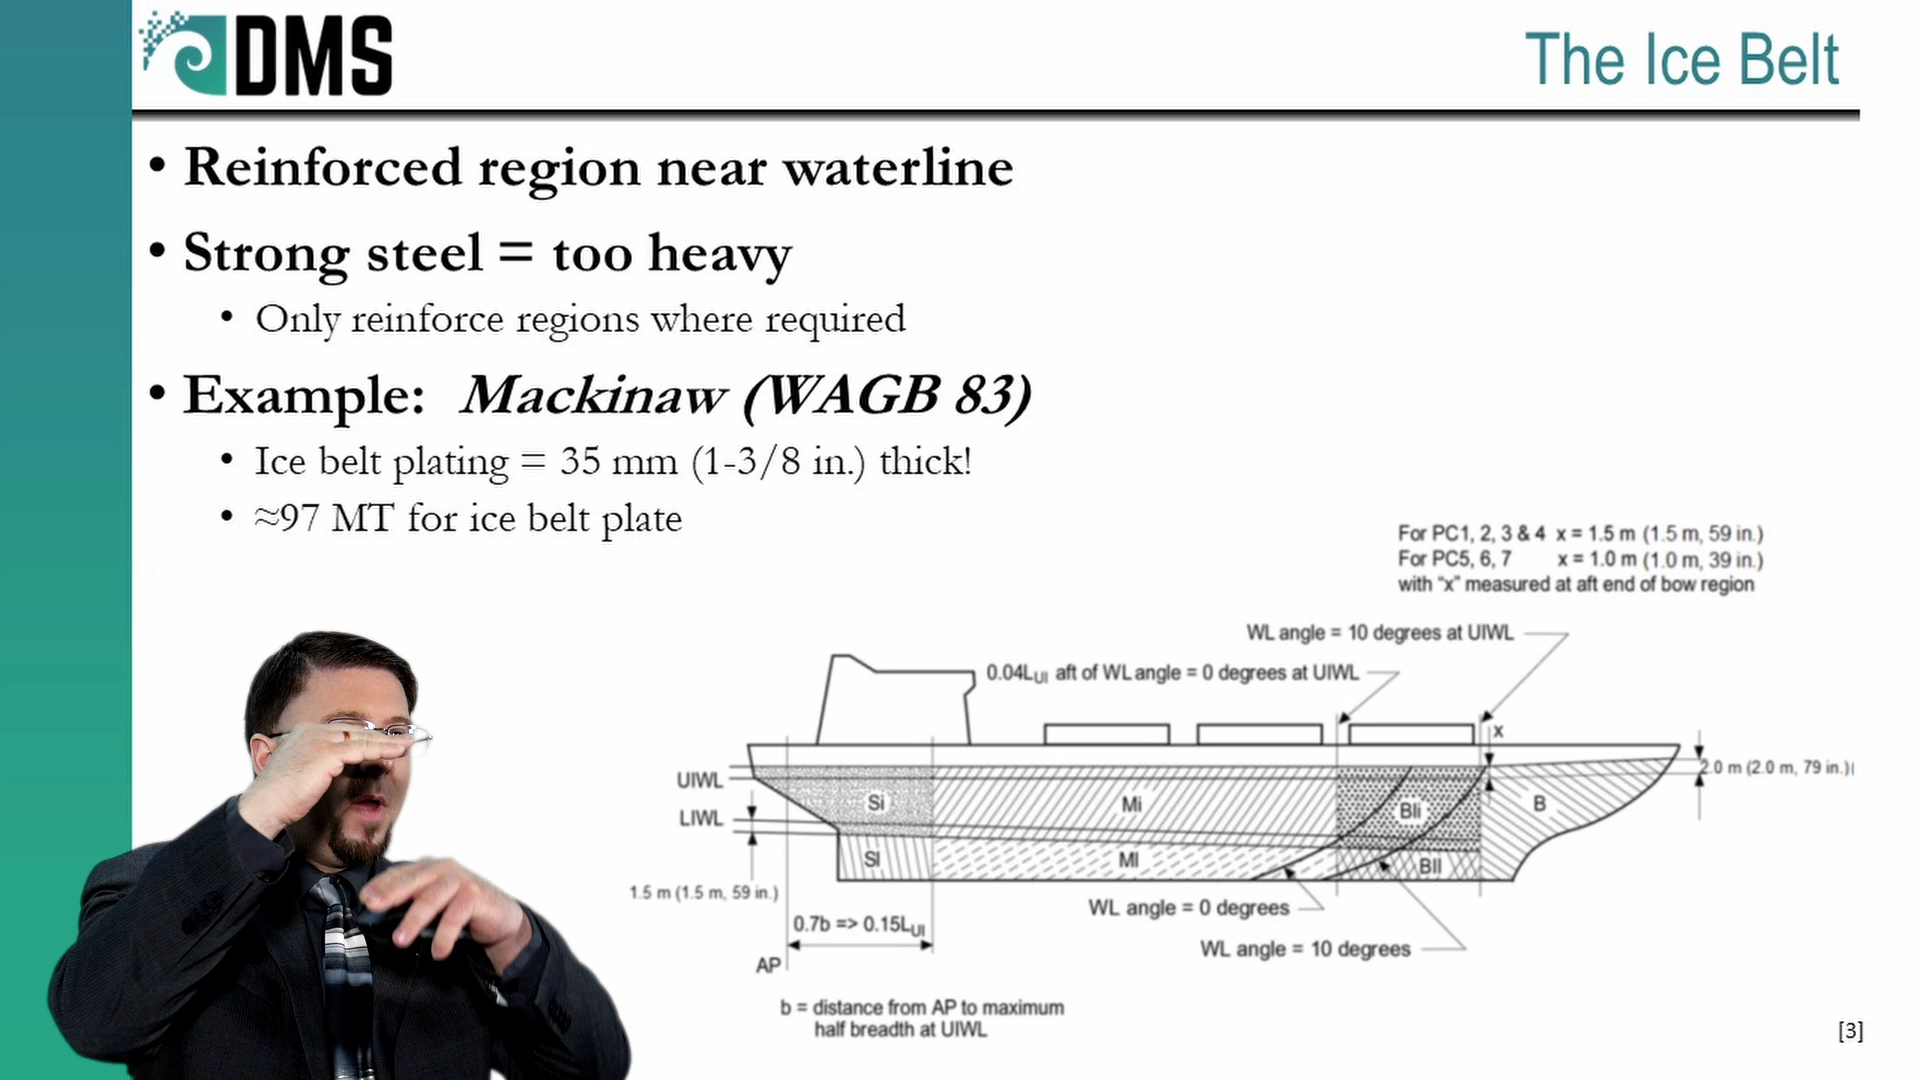 DMS
The Ice Belt
• Reinforced region near waterline
• Strong steel = too heavy
• Only reinforce regions where required
• Example: Mackinaw (WAGB 83)
• Ice belt plating = 35 mm (1-3/8 in.) thick!
• ≈97 MT for ice belt plate
For PC1, 2, 3 & 4 x = 1.5 m (1.5 m, 59 in.)
For PC5, 6, 7 x = 1.0 m (1.0 m, 39 in.)
with "x" measured at aft end of bow region
WL angle = 10 degrees at UIWL
0.04LUI aft of WL angle = 0 degrees at UIWL
x
2.0 m (2.0 m, 79 in.)(
UIWL
Si
Mi
BIi
B
LIWL
Sl
Ml
BIl
1.5 m (1.5 m, 59 in.)
WL angle = 0 degrees
0.7b => 0.15LUI
WL angle = 10 degrees
AP
b = distance from AP to maximum
half breadth at UIWL
[3]